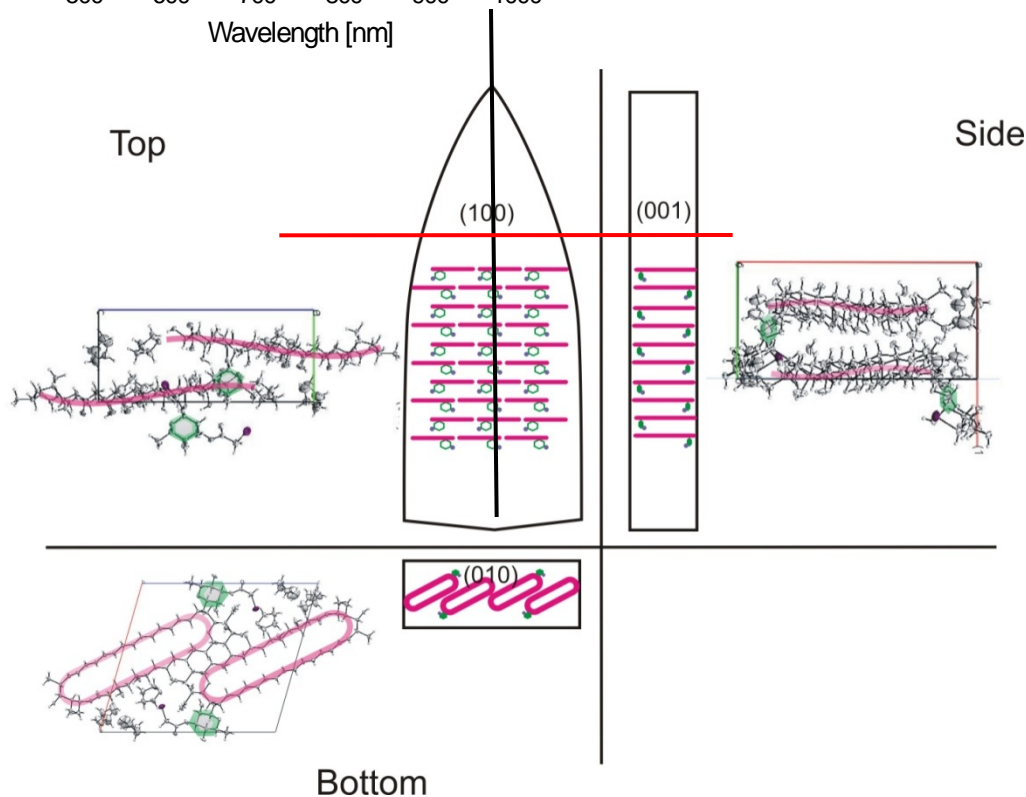 Wavelength [nm]
Top
Side
(100)
(001)
(010)
Bottom